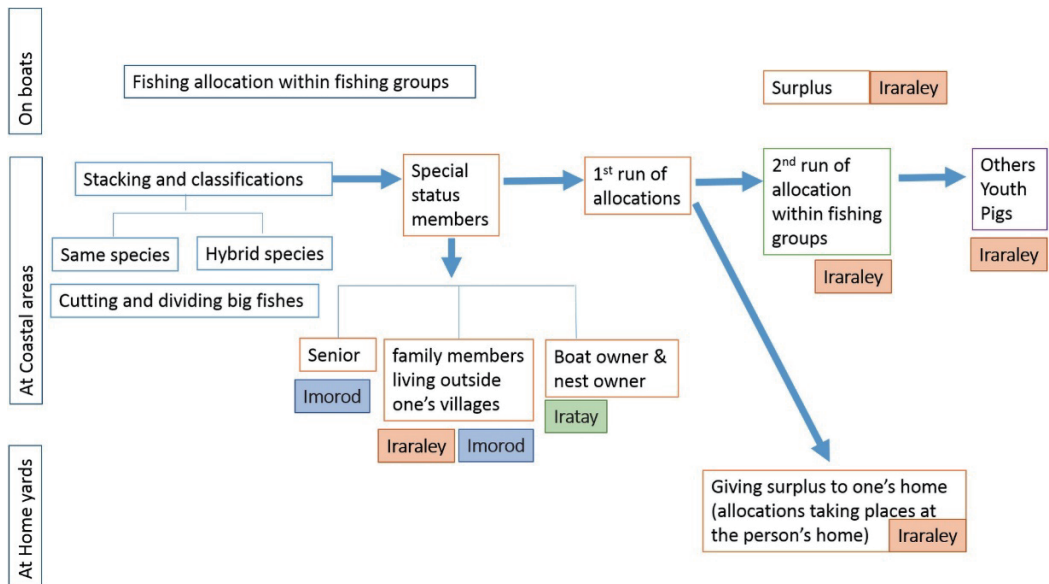 On boats
Fishing allocation within fishing groups
Surplus
Iraraley
At Coastal areas
Stacking and classifications
Same species
Hybrid species
Cutting and dividing big fishes
Special
status
members
Senior
Imorod
family members
living outside
one's villages
Iraraley
Imorod
Boat owner &
nest owner
Iratay
1st run of
allocations
2nd run of
allocation
within fishing
groups
Iraraley
Others
Youth
Pigs
Iraraley
At Home yards
Giving surplus to one's home
(allocations taking places at
the person's home)
Iraraley